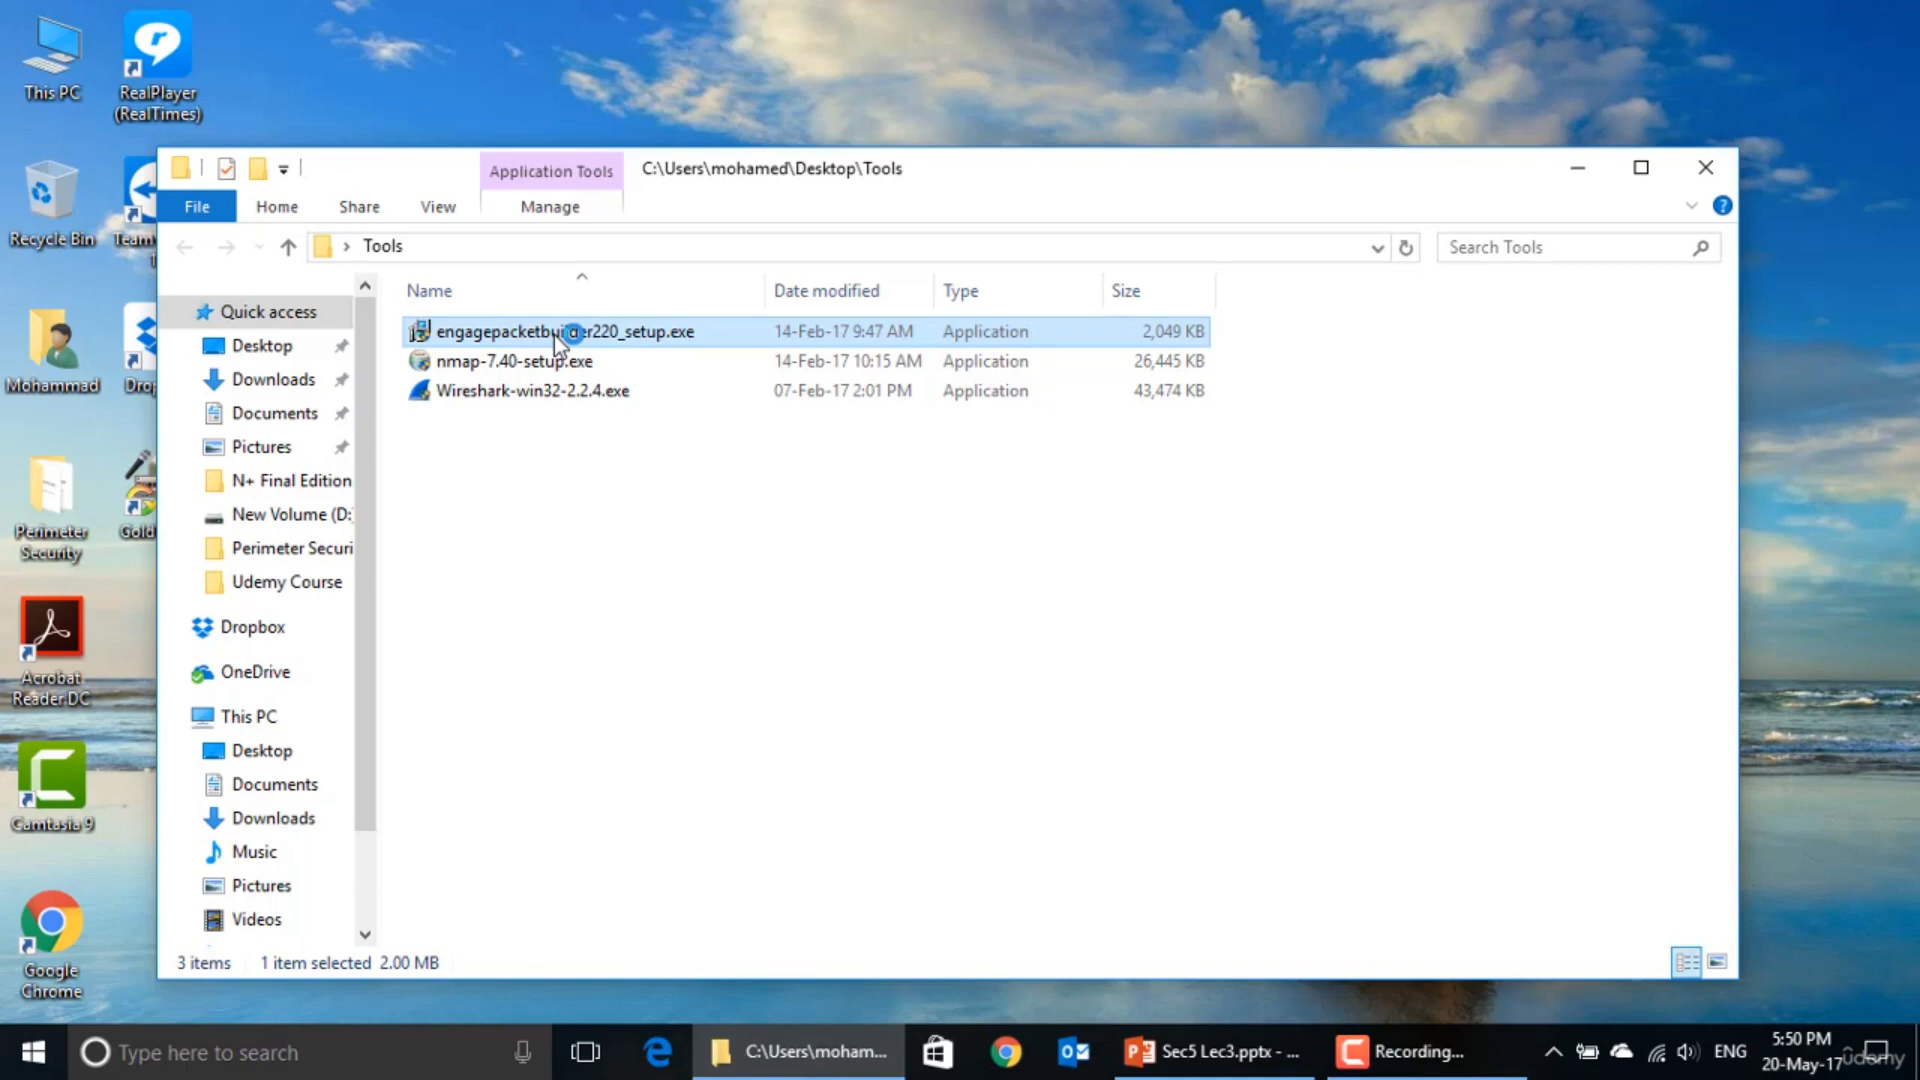 This PC
RealPlayer
(RealTimes)
Recycle Bin
Team
Mohammad
Drop
Perimeter
Security
Gold
Acrobat
Reader DC
Camtasia 9
Google
Chrome
Application Tools
C:\Users\mohamed\Desktop\Tools
File
Home
Share
View
Manage
?
Tools
Search Tools
Name
Date modified
Type
Size
engagepacketbuilder220_setup.exe 14-Feb-17 9:47 AM Application 2,049 KB
nmap-7.40-setup.exe 14-Feb-17 10:15 AM Application 26,445 KB
Wireshark-win32-2.2.4.exe 07-Feb-17 2:01 PM Application 43,474 KB
Quick access
Desktop
Downloads
Documents
Pictures
N+ Final Edition
New Volume (D:
Perimeter Securi
Udemy Course
Dropbox
OneDrive
This PC
Desktop
Documents
Downloads
Music
Pictures
Videos
3 items 1 item selected 2.00 MB
Type here to search
C:\Users\moham...
Sec5 Lec3.pptx - ...
Recording...
ENG
5:50 PM
20-May-17
ûdemy